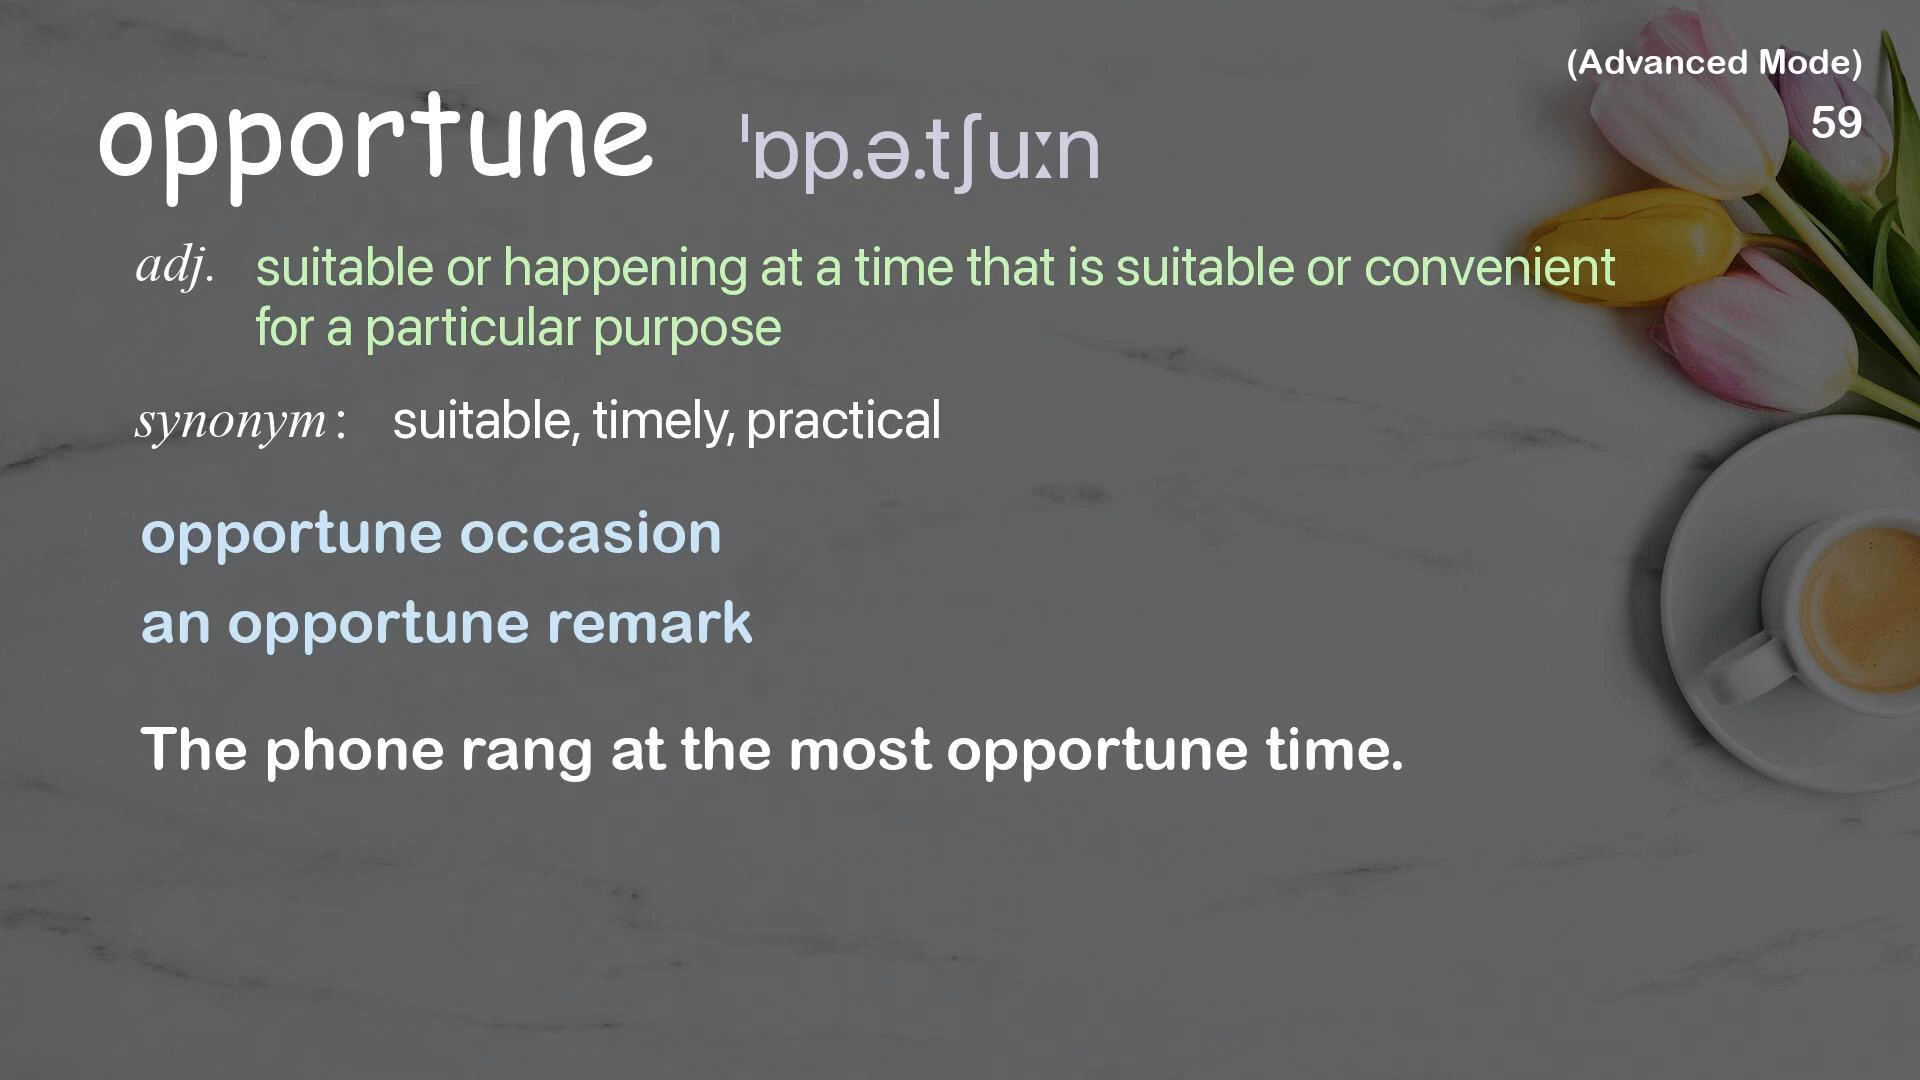 (Advanced Mode)
59
opportune ˈɒp.ə.tʃuːn
adj. suitable or happening at a time that is suitable or convenient
for a particular purpose
synonym: suitable, timely, practical
opportune occasion
an opportune remark
The phone rang at the most opportune time.